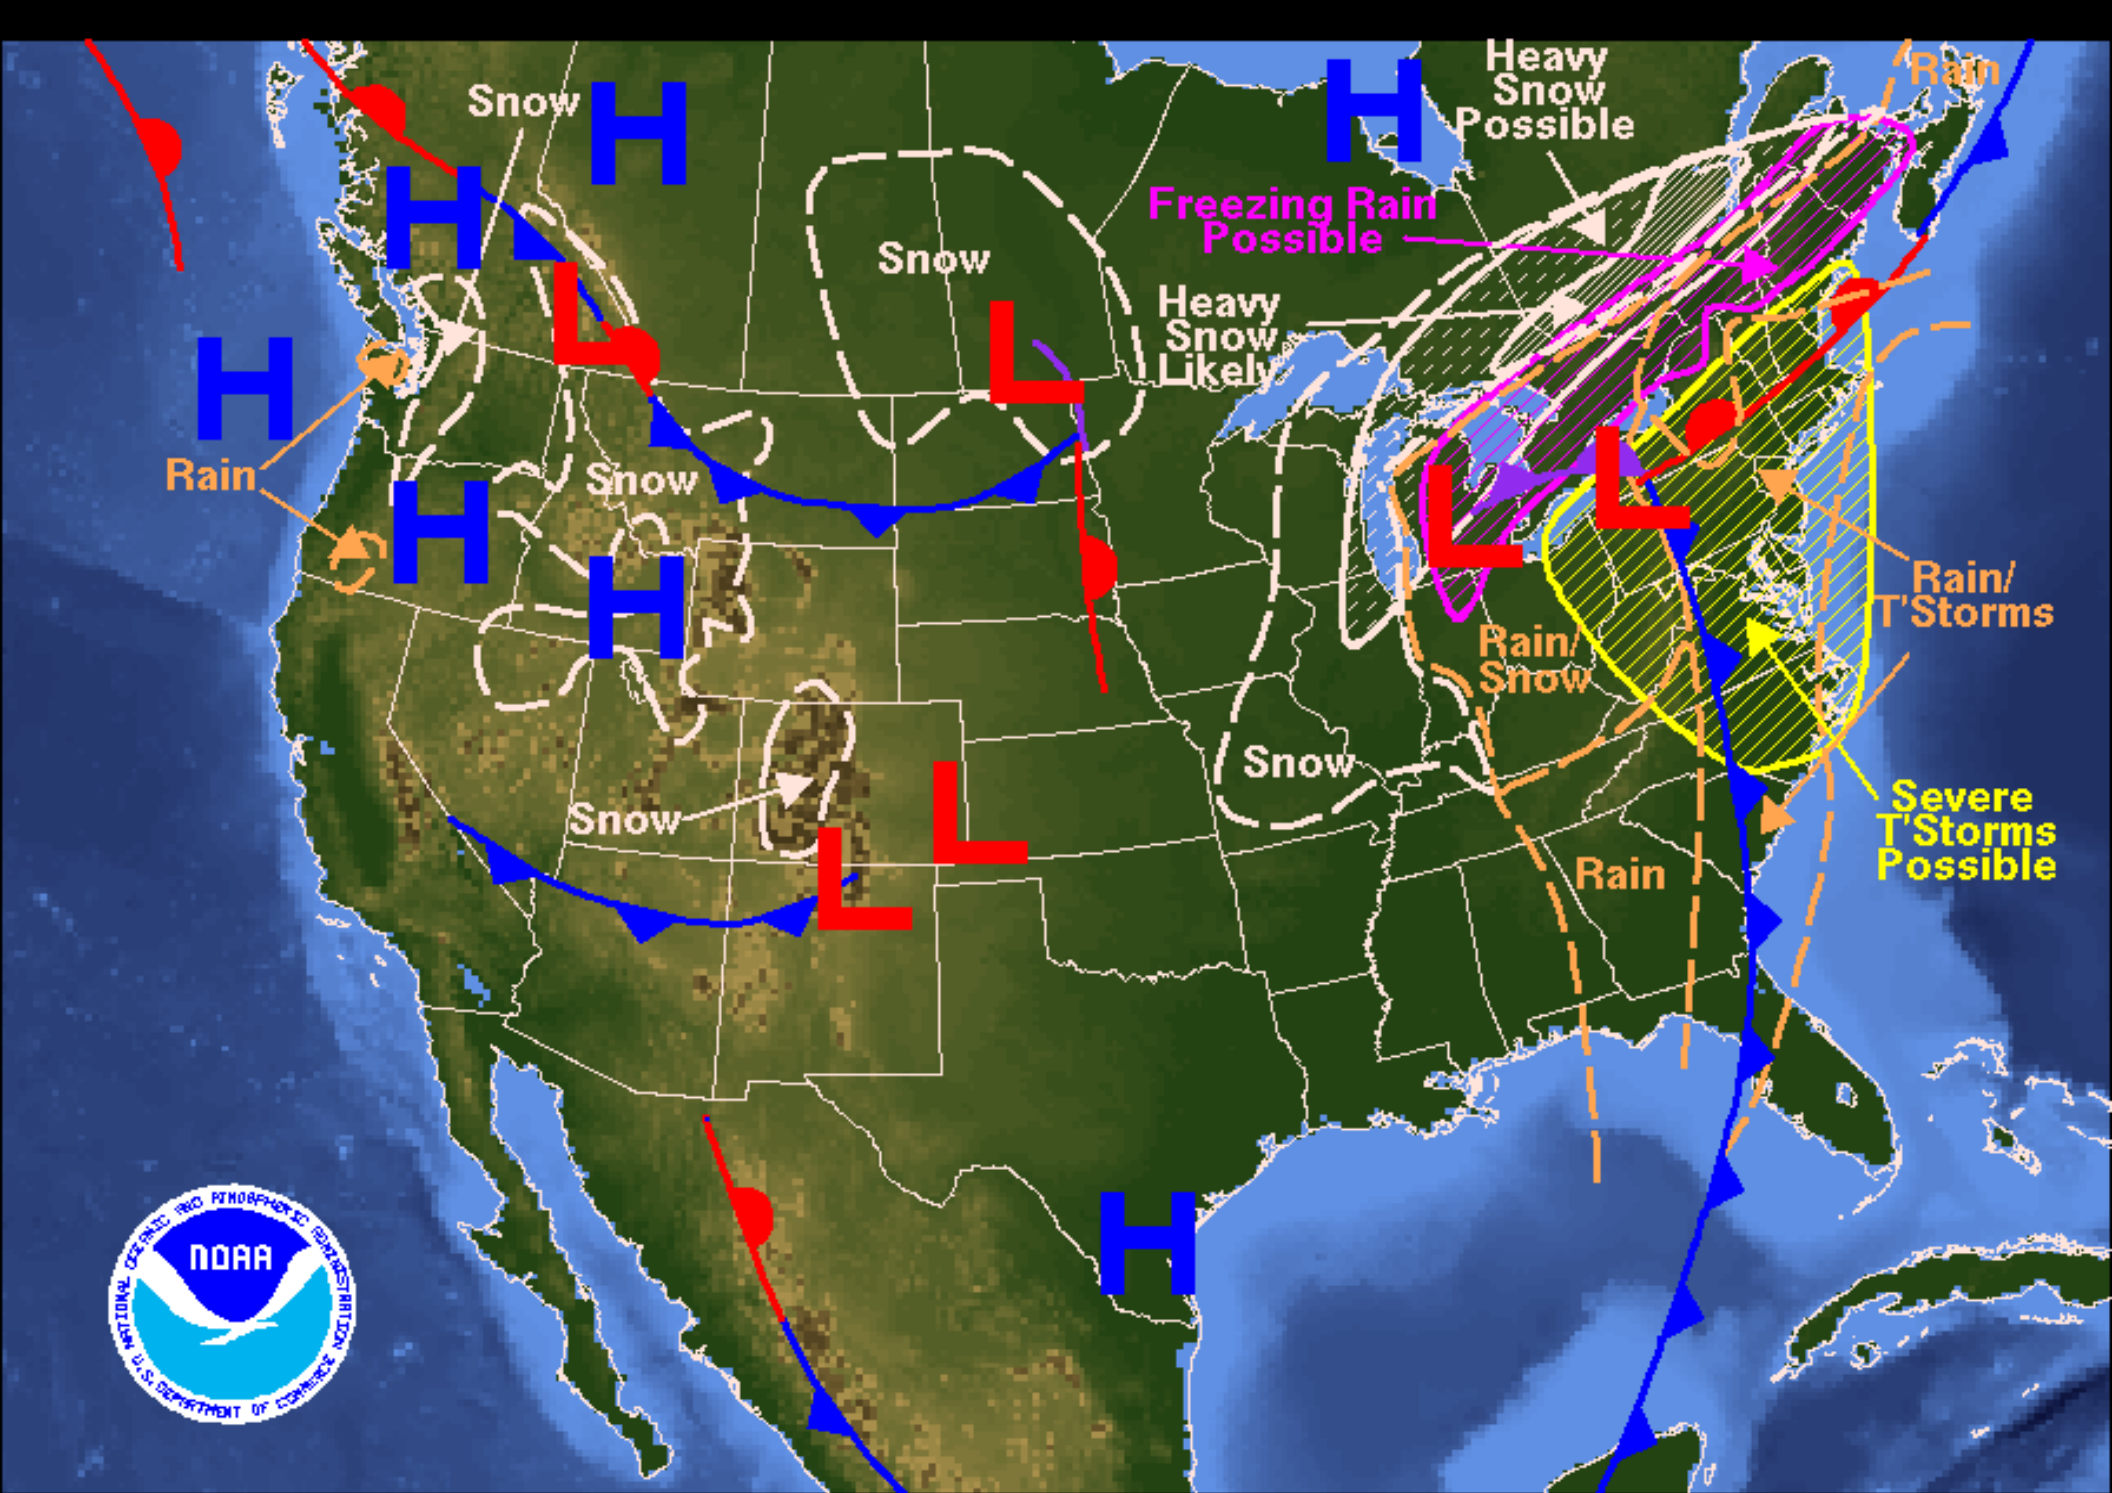 Heavy
Snow
Possible
Rain
Snow
H
H
H
Freezing Rain
Possible
Snow
Heavy
Snow
Likely
L
L
H
Rain
Snow
H
L
L
H
Rain/
T'Storms
Rain/
Snow
Snow
Snow
L
L
Rain
Severe
T'Storms
Possible
H
NOAA
NATIONAL OCEANIC AND ATMOSPHERIC ADMINISTRATION
U.S. DEPARTMENT OF COMMERCE